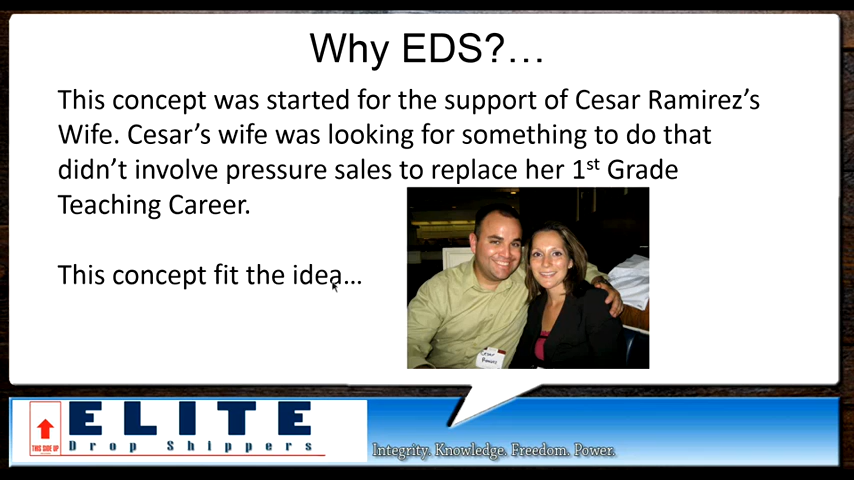 Why EDS?...
This concept was started for the support of Cesar Ramirez's
Wife. Cesar's wife was looking for something to do that
didn't involve pressure sales to replace her 1st Grade
Teaching Career.
This concept fit the idea...
Cesar
Ramirez
ELITE
Drop Shippers
THIS SIDE UP
Integrity. Knowledge. Freedom. Power.